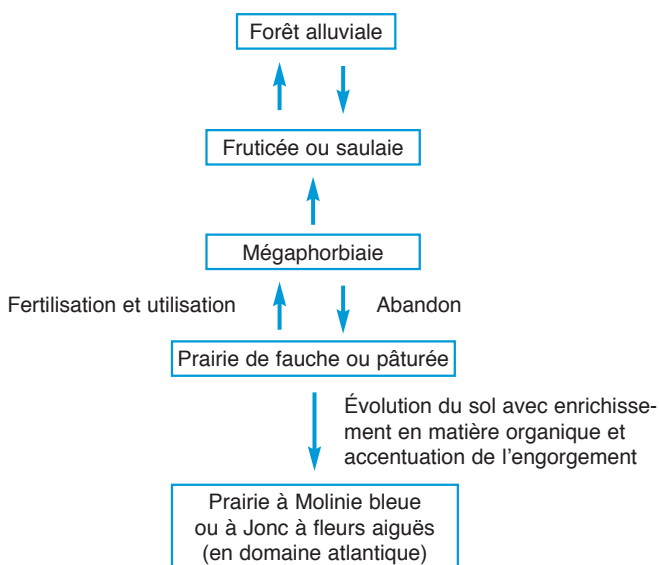 Forêt alluviale
Fruticée ou saulaie
Mégaphorbiaie
Fertilisation et utilisation
Abandon
Prairie de fauche ou pâturée
Évolution du sol avec enrichisse-
ment en matière organique et
accentuation de l'engorgement
Prairie à Molinie bleue
ou à Jonc à fleurs aiguës
(en domaine atlantique)